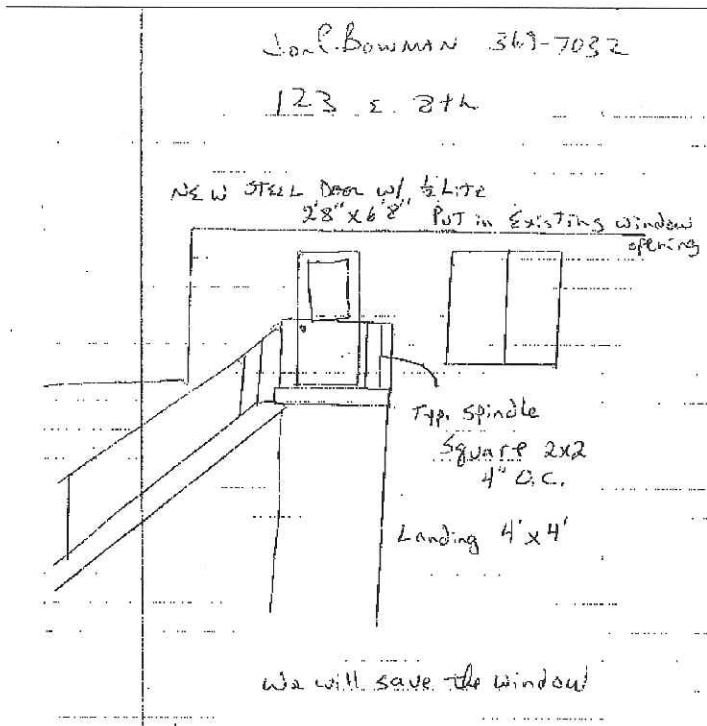 Jon C. BOWMAN 369-7032
123 E. 8th
NEW STEEL DOOR W/ ½ LITE
2'8" x 6'8" PUT in Existing window
opening
Typ. Spindle
Square 2x2
4" O.C.
Landing 4' x 4'
We will save the window